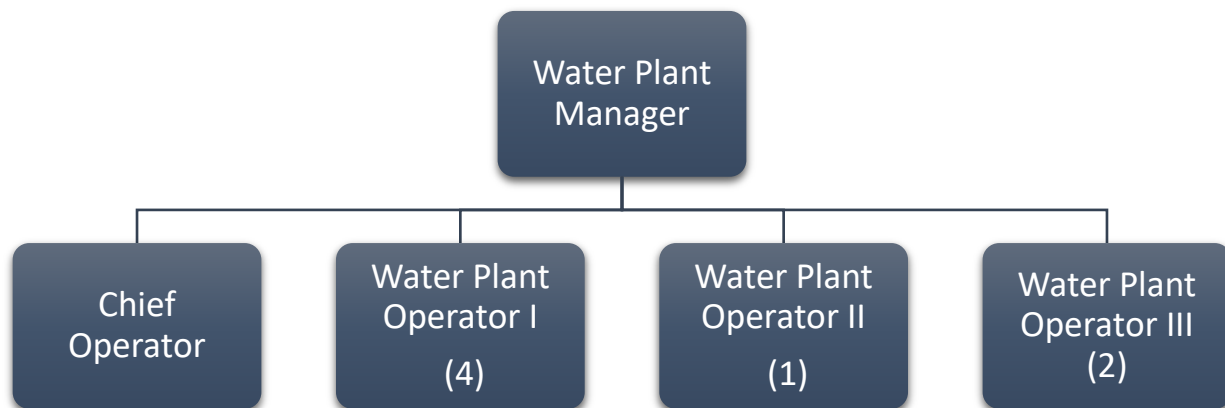 Water Plant
Manager
Chief
Operator
Water Plant
Operator I
(4)
Water Plant
Operator II
(1)
Water Plant
Operator III
(2)